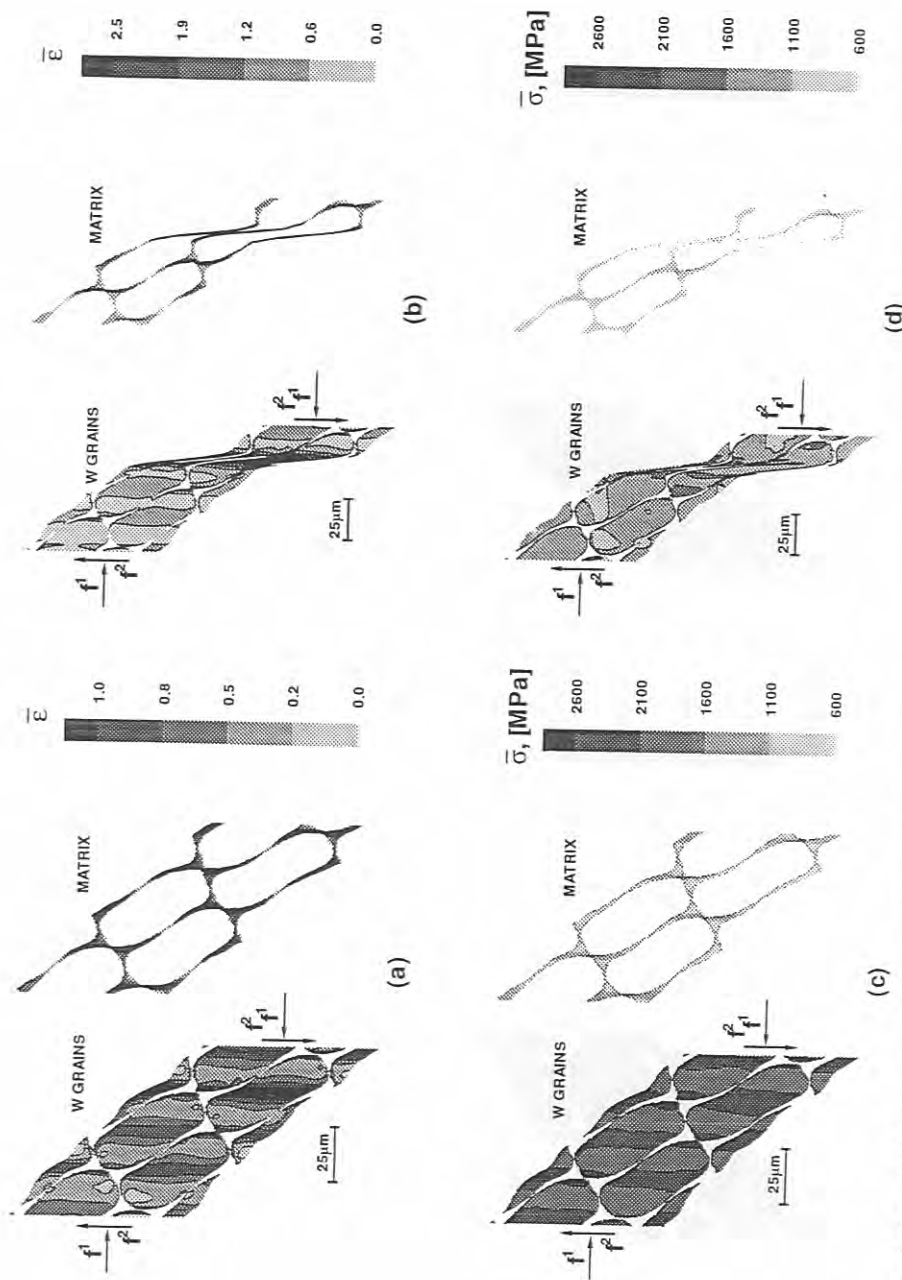 W GRAINS
f¹
f²
f²
f¹
25µm
MATRIX
ε̅
1.0
0.8
0.5
0.2
0.0
(a)
W GRAINS
f¹
f²
f²
f¹
25µm
MATRIX
ε̅
2.5
1.9
1.2
0.6
0.0
(b)
W GRAINS
f¹
f²
f²
f¹
25µm
MATRIX
σ̅, [MPa]
2600
2100
1600
1100
600
(c)
W GRAINS
f¹
f²
f²
f¹
25µm
MATRIX
σ̅, [MPa]
2600
2100
1600
1100
600
(d)